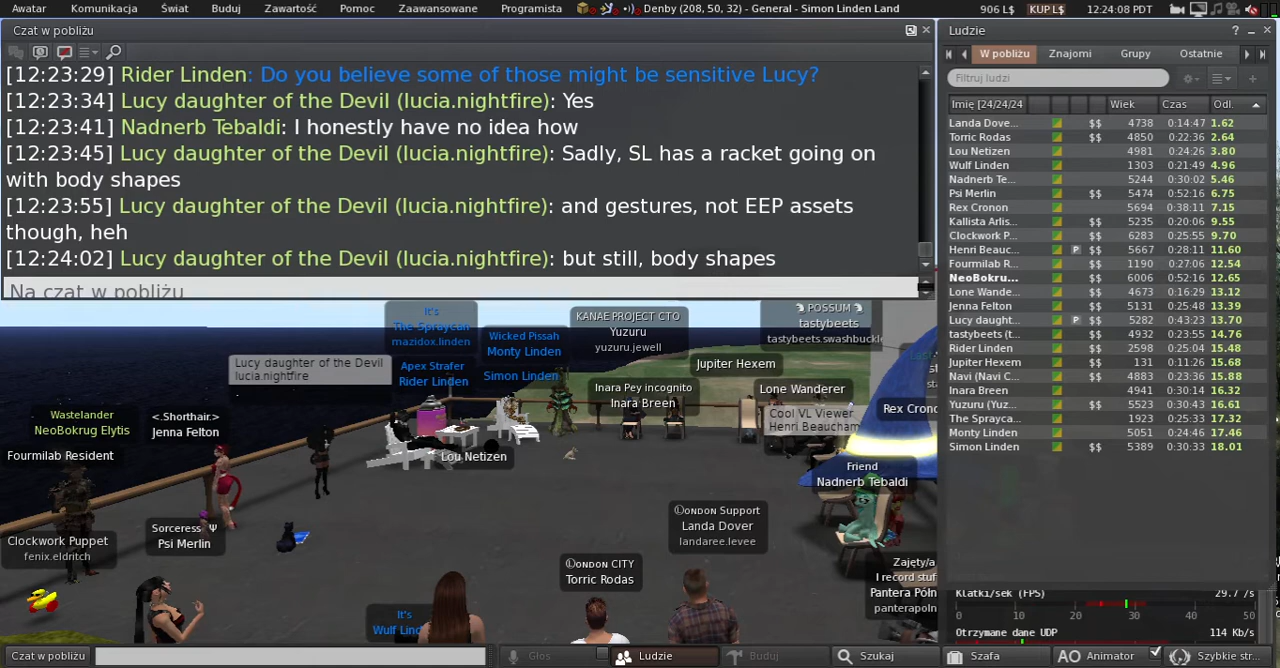 Awatar Komunikacja Świat Buduj Zawartość Pomoc Zaawansowane Programista Denby (208, 50, 32) - General - Simon Linden Land 906 L$ KUP L$ 12:24:08 PDT
Czat w pobliżu
[12:23:29] Rider Linden: Do you believe some of those might be sensitive Lucy?
[12:23:34] Lucy daughter of the Devil (lucia.nightfire): Yes
[12:23:41] Nadnerb Tebaldi: I honestly have no idea how
[12:23:45] Lucy daughter of the Devil (lucia.nightfire): Sadly, SL has a racket going on
with body shapes
[12:23:55] Lucy daughter of the Devil (lucia.nightfire): and gestures, not EEP assets
though, heh
[12:24:02] Lucy daughter of the Devil (lucia.nightfire): but still, body shapes
Na czat w pobliżu
It's
The Spraycan
mazidox.linden
Wicked Pissah
Monty Linden
KANAE PROJECT CTO
Yuzuru
yuzuru.jewell
POSSUM
tastybeets
tastybeets.swashbuckle
Lucy daughter of the Devil
lucia.nightfire
Apex Strafer
Rider Linden
Simon Linden
Jupiter Hexem
Inara Pey incognito
Inara Breen
Lone Wanderer
Cool VL Viewer
Henri Beaucham
Rex Crono
Wastelander
NeoBokrug Elytis
<.Shorthair.>
Jenna Felton
Fourmilab Resident
Lou Netizen
Friend
Nadnerb Tebaldi
Clockwork Puppet
fenix.eldritch
Sorceress Ψ
Psi Merlin
London Support
Landa Dover
landaree.levee
London CITY
Torric Rodas
Zajęty/a
I record stuf
Pantera Półn
panterapoln
It's
Wulf Lind
Ludzie
W pobliżu Znajomi Grupy Ostatnie
Filtruj ludzi
Imię [24/24/24 Wiek Czas Odl.
Landa Dove... $$ 4738 0:14:47 1.62
Torric Rodas $$ 4850 0:22:36 2.64
Lou Netizen 4981 0:24:26 3.80
Wulf Linden 1303 0:21:49 4.96
Nadnerb Te... 5244 0:30:02 5.46
Psi Merlin $$ 5474 0:52:16 6.75
Rex Cronon 5694 0:38:11 7.15
Kallista Arlis... $$ 5235 0:20:06 9.55
Clockwork P... $$ 6283 0:25:55 9.70
Henri Beauc... P $$ 5667 0:28:11 11.60
Fourmilab R... $$ 1190 0:27:06 12.54
NeoBokru... $$ 6006 0:52:16 12.65
Lone Wande... $$ 4673 0:16:29 13.12
Jenna Felton $$ 5131 0:25:48 13.39
Lucy daught... P $$ 5282 0:43:23 13.70
tastybeets (t... $$ 4932 0:23:55 14.76
Rider Linden $$ 2598 0:25:04 15.48
Jupiter Hexem $$ 131 0:11:26 15.68
Navi (Navi C... $$ 4883 0:23:36 15.88
Inara Breen 4941 0:30:14 16.32
Yuzuru (Yuz... $$ 5523 0:30:43 16.61
The Sprayca... 1923 0:25:33 17.32
Monty Linden 5051 0:24:46 17.46
Simon Linden $$ 5389 0:30:33 18.01
Klatki/sek (FPS) 29.7 /s
0 10 20 30 40 50
Otrzymane dane UDP 114 Kb/s
Czat w pobliżu Głos Ludzie Buduj Szukaj Szafa AO Animator Szybkie str...